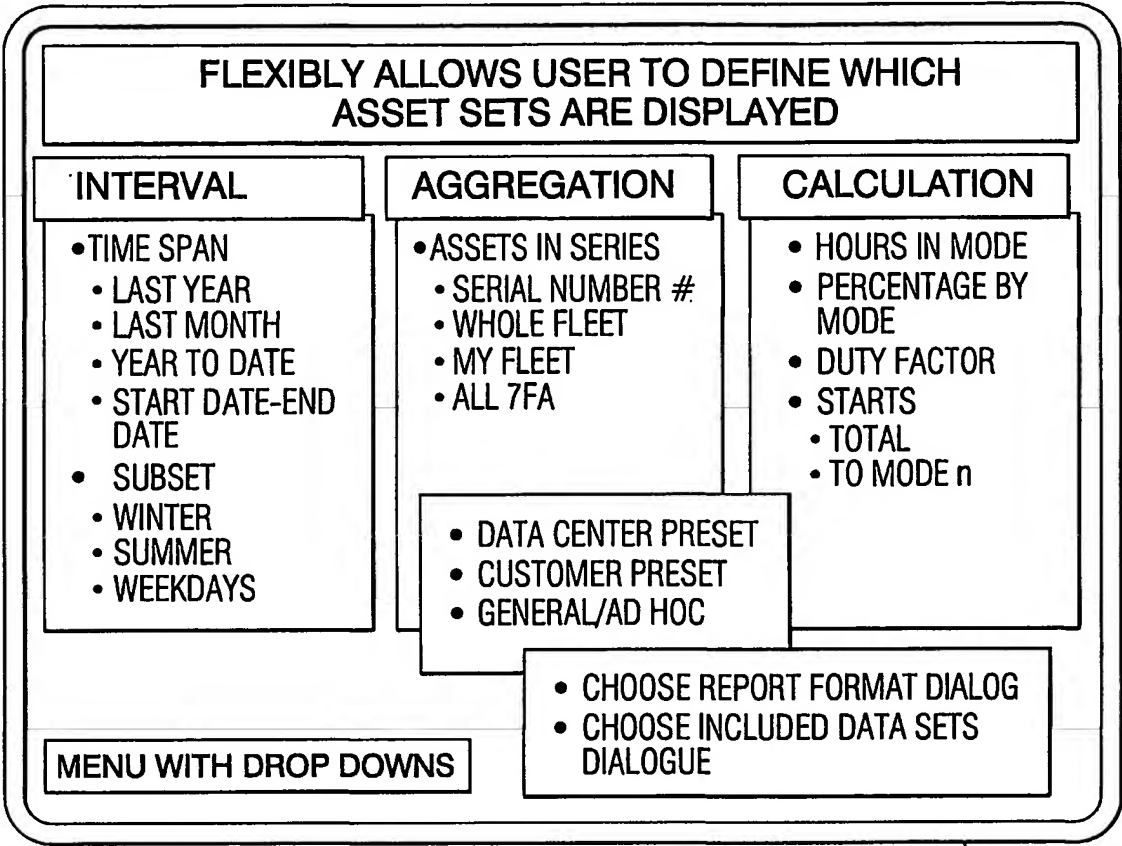 FLEXIBLY ALLOWS USER TO DEFINE WHICH
ASSET SETS ARE DISPLAYED
INTERVAL
•TIME SPAN
• LAST YEAR
• LAST MONTH
• YEAR TO DATE
• START DATE-END
DATE
• SUBSET
• WINTER
• SUMMER
• WEEKDAYS
AGGREGATION
•ASSETS IN SERIES
• SERIAL NUMBER #
• WHOLE FLEET
• MY FLEET
• ALL 7FA
CALCULATION
• HOURS IN MODE
• PERCENTAGE BY
MODE
• DUTY FACTOR
• STARTS
• TOTAL
• TO MODE n
• DATA CENTER PRESET
• CUSTOMER PRESET
• GENERAL/AD HOC
• CHOOSE REPORT FORMAT DIALOG
• CHOOSE INCLUDED DATA SETS
DIALOGUE
MENU WITH DROP DOWNS